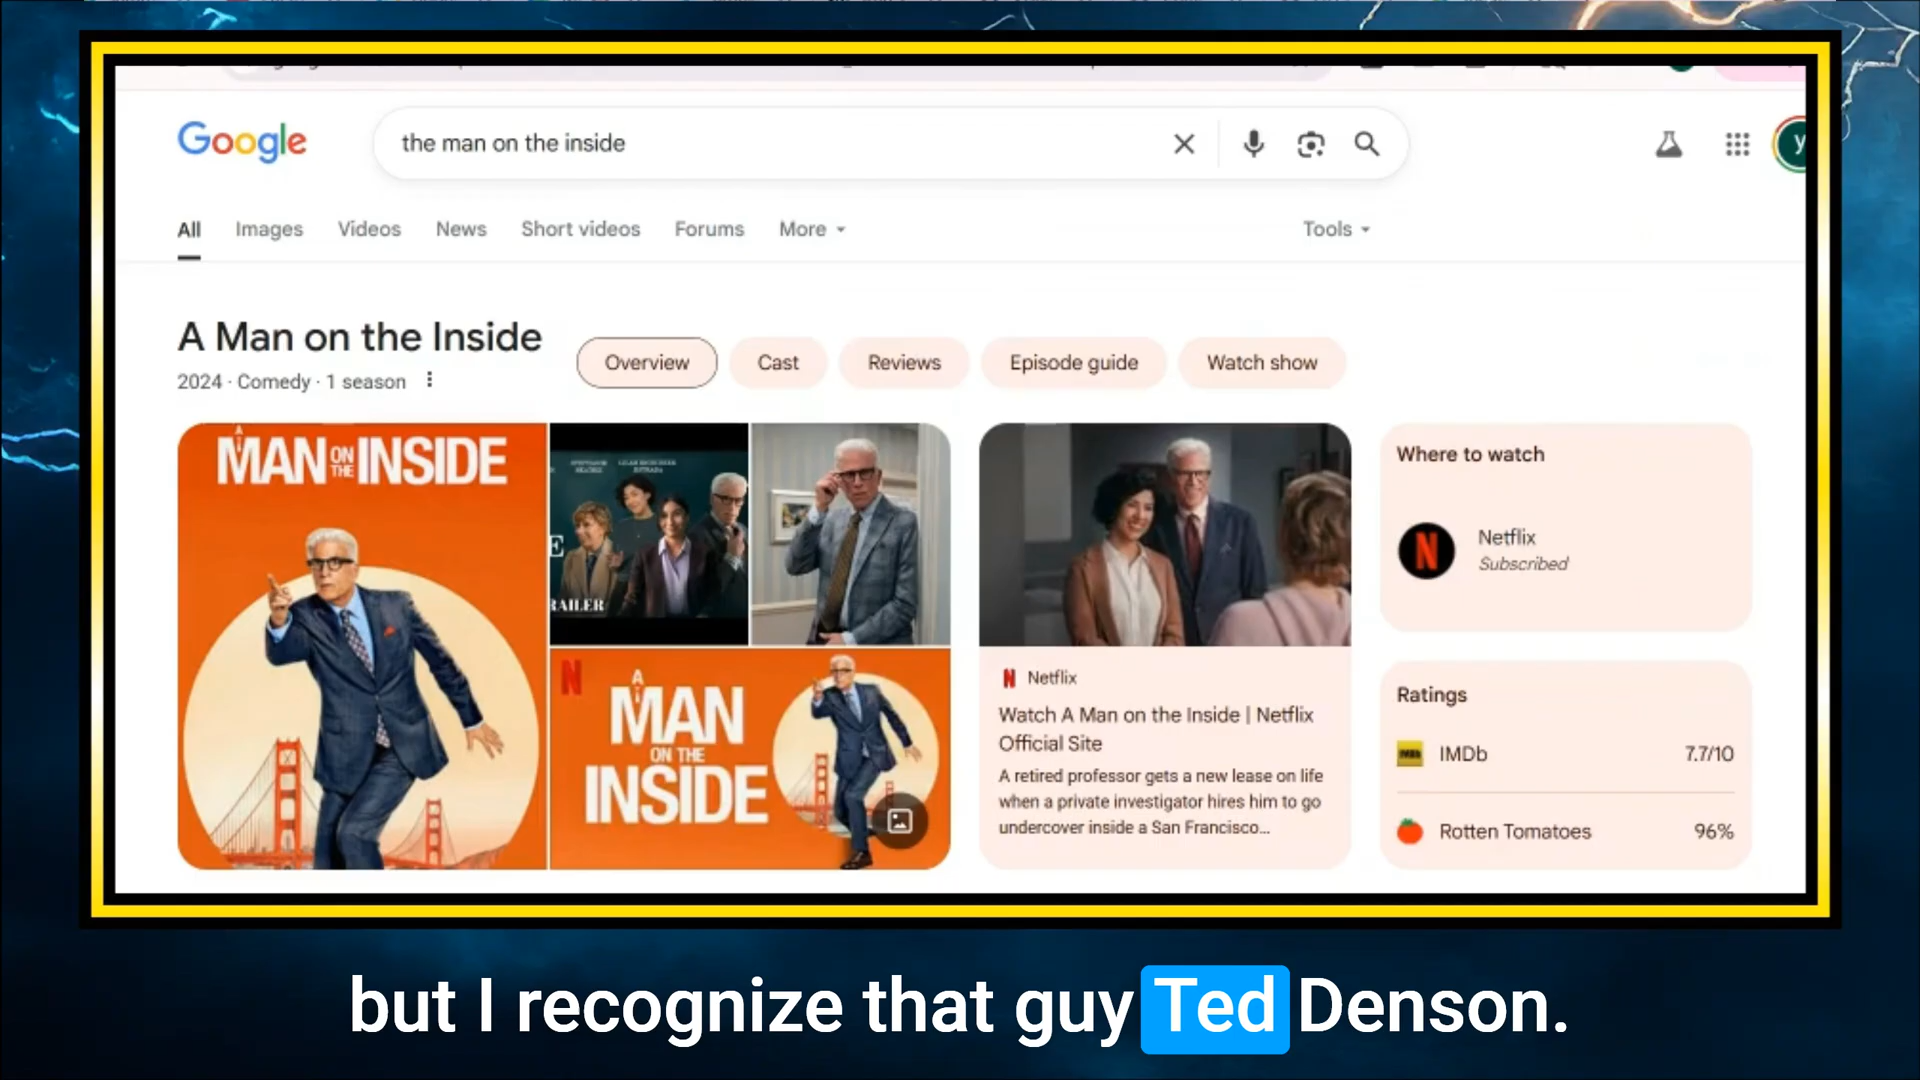 Google
the man on the inside
y
All Images Videos News Short videos Forums More Tools
A Man on the Inside
2024 · Comedy · 1 season
Overview Cast Reviews Episode guide Watch show
A
MAN ON THE INSIDE
E
RAILER
N
A
MAN
ON THE
INSIDE
N Netflix
Watch A Man on the Inside | Netflix
Official Site
A retired professor gets a new lease on life
when a private investigator hires him to go
undercover inside a San Francisco...
Where to watch
N
Netflix
Subscribed
Ratings
IMDb IMDb 7.7/10
Rotten Tomatoes 96%
but I recognize that guy Ted Denson.